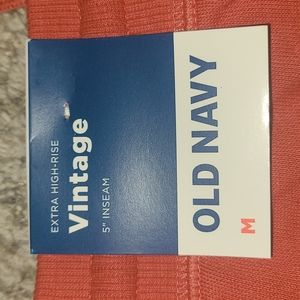 EXTRA HIGH-RISE
Vintage
5" INSEAM
OLD NAVY
M